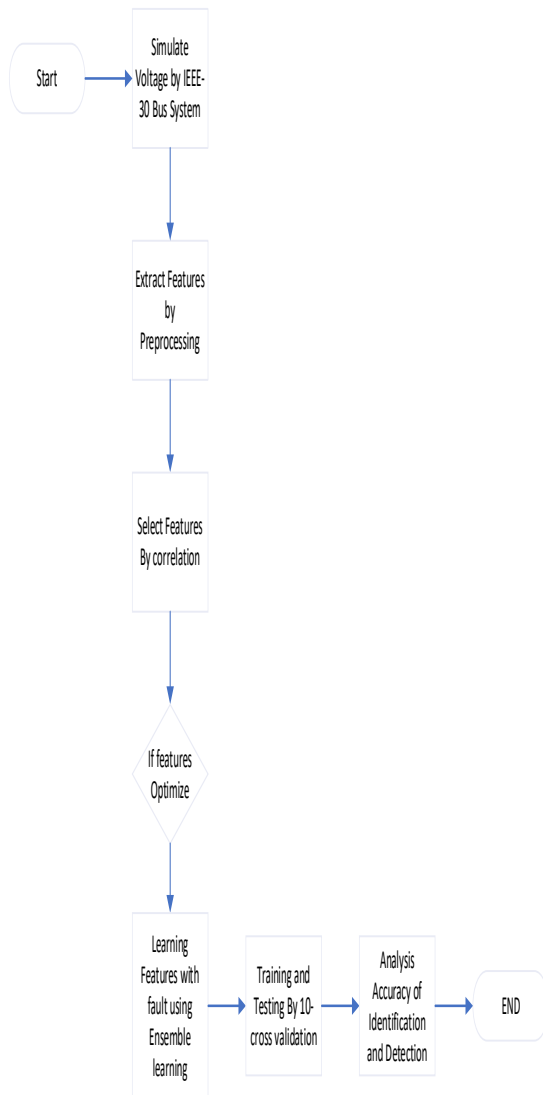 Start
Simulate
Voltage by IEEE-
30 Bus System
Extract Features
by
Preprocessing
Select Features
By correlation
If features
Optimize
Learning
Features with
fault using
Ensemble
learning
Training and
Testing By 10-
cross validation
Analysis
Accuracy of
Identification
and Detection
END